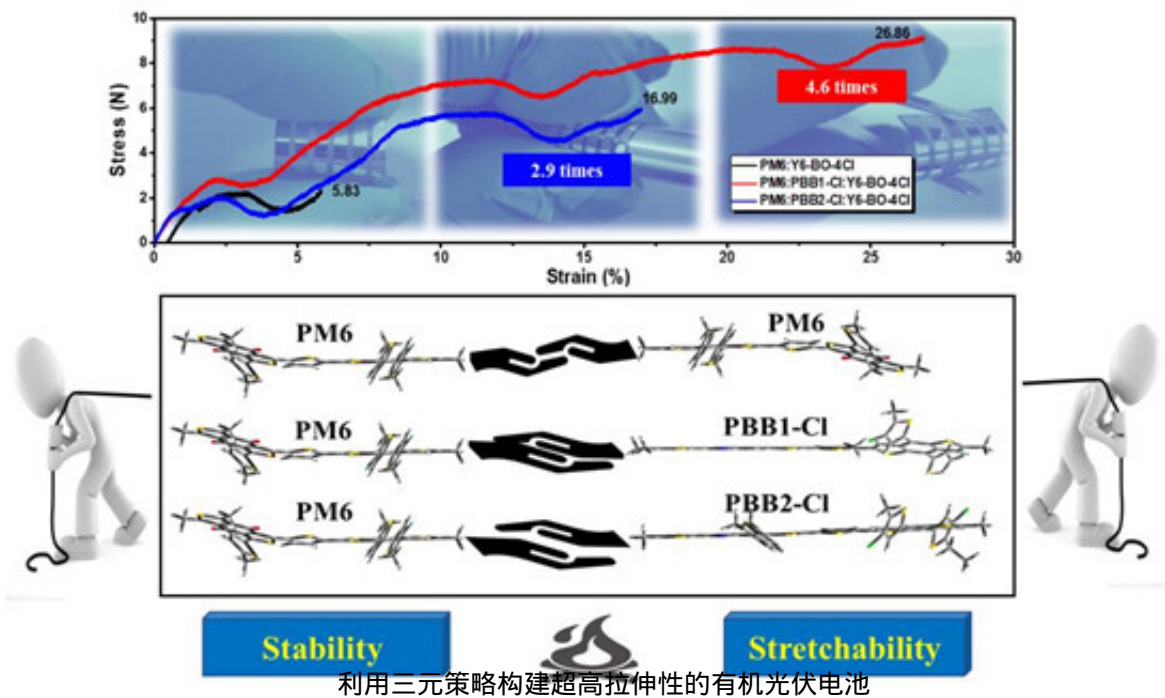 10
8
6
4
2
0
Stress (N)
26.86
4.6 times
16.99
2.9 times
5.83
PM6:Y6-BO-4Cl
PM6:PBB1-Cl:Y6-BO-4Cl
PM6:PBB2-Cl:Y6-BO-4Cl
0 5 10 15 20 25 30
Strain (%)
PM6 PM6
PM6 PBB1-Cl
PM6 PBB2-Cl
Stability Stretchability
利用三元策略构建超高拉伸性的有机光伏电池